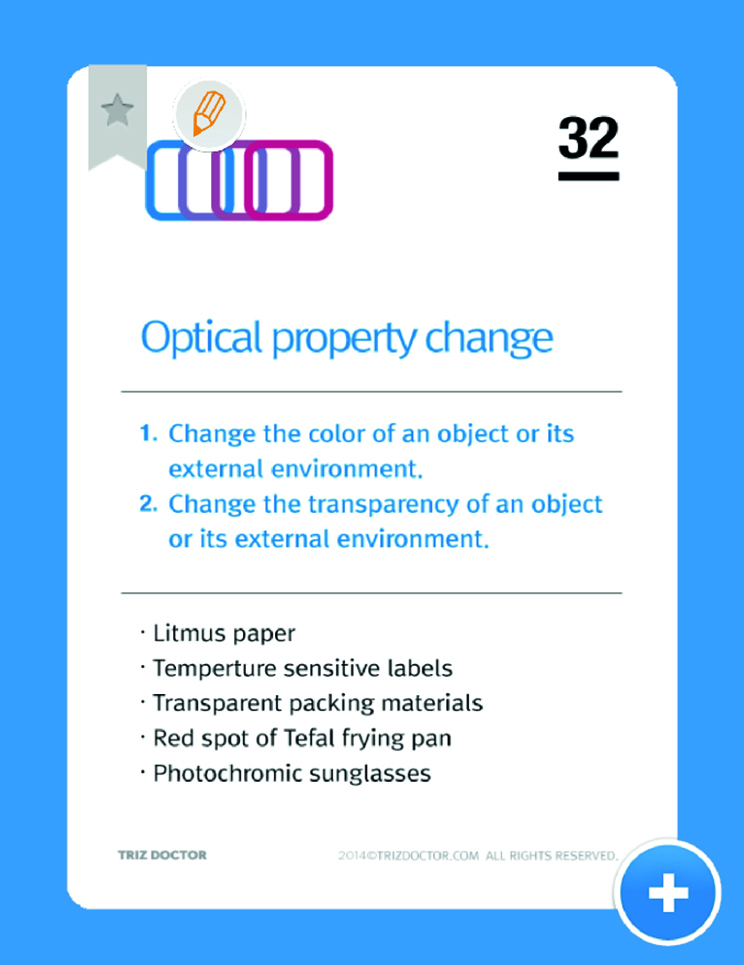 32
Optical property change
1. Change the color of an object or its
external environment.
2. Change the transparency of an object
or its external environment.
· Litmus paper
· Temperture sensitive labels
· Transparent packing materials
· Red spot of Tefal frying pan
· Photochromic sunglasses
TRIZ DOCTOR
2014©TRIZDOCTOR.COM ALL RIGHTS RESERVED.